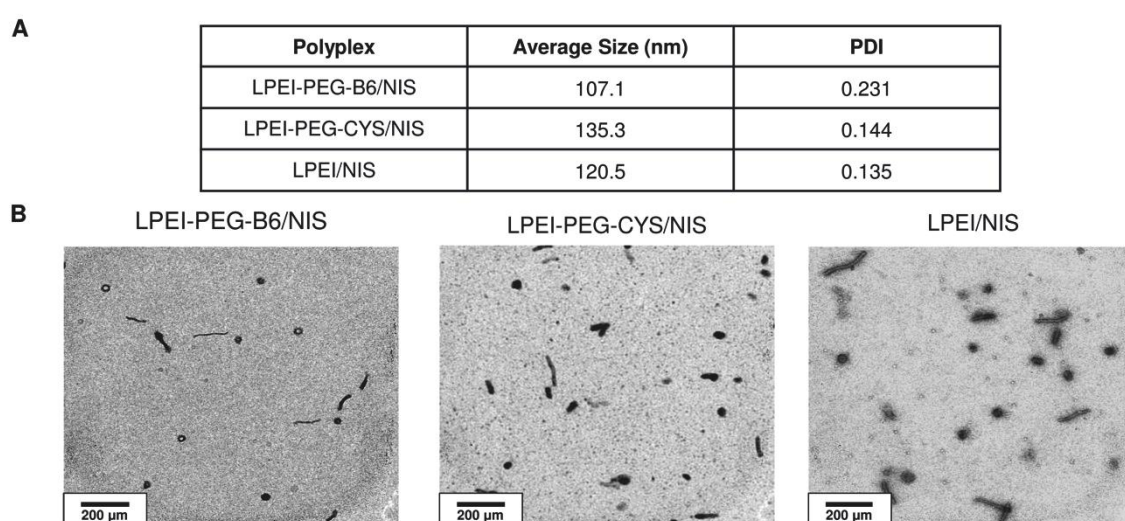 A
Polyplex Average Size (nm) PDI
LPEI-PEG-B6/NIS 107.1 0.231
LPEI-PEG-CYS/NIS 135.3 0.144
LPEI/NIS 120.5 0.135
B
LPEI-PEG-B6/NIS LPEI-PEG-CYS/NIS LPEI/NIS
200 µm 200 µm 200 µm